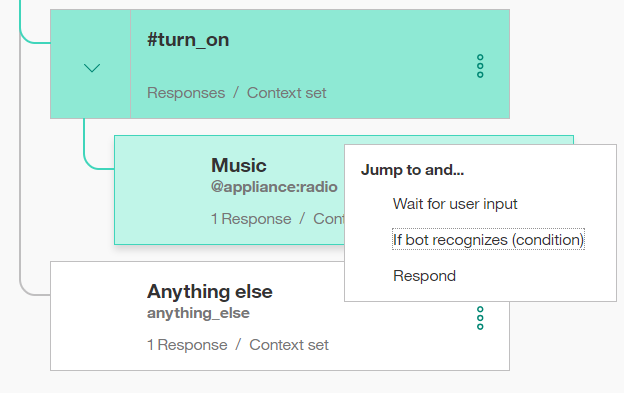 #turn_on
Responses / Context set
Music
@appliance:radio
1 Response / Cont
Jump to and...
Wait for user input
If bot recognizes (condition)
Respond
Anything else
anything_else
1 Response / Context set